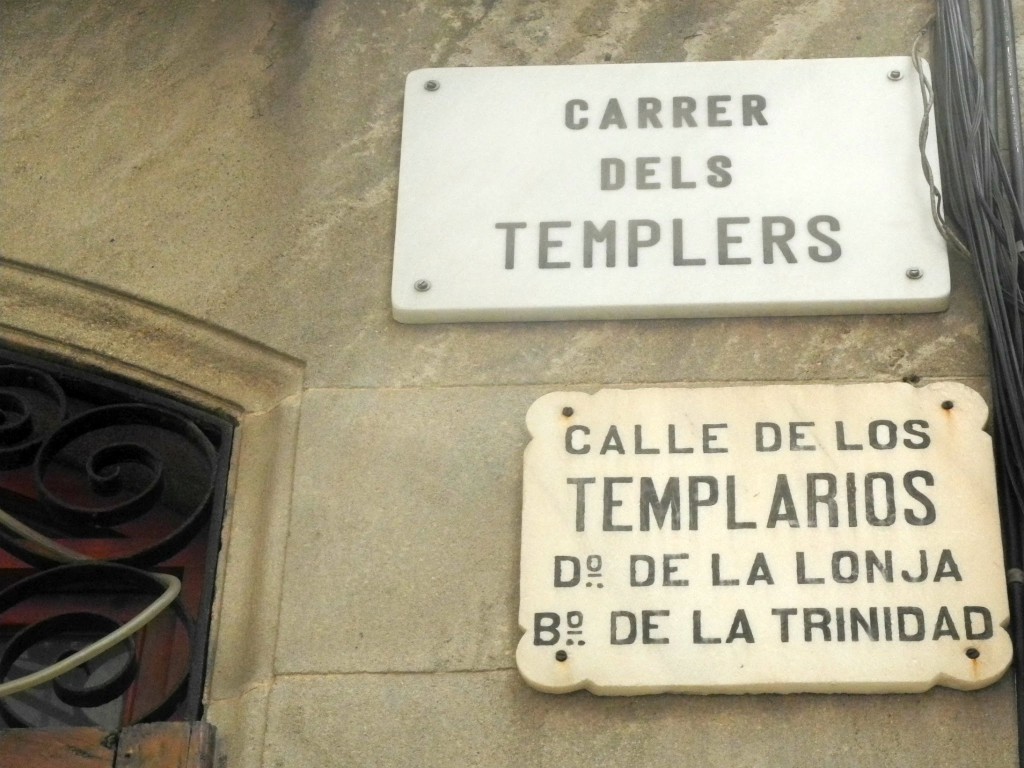 CARRER
DELS
TEMPLERS
CALLE DE LOS
TEMPLARIOS
Dº DE LA LONJA
Bº DE LA TRINIDAD